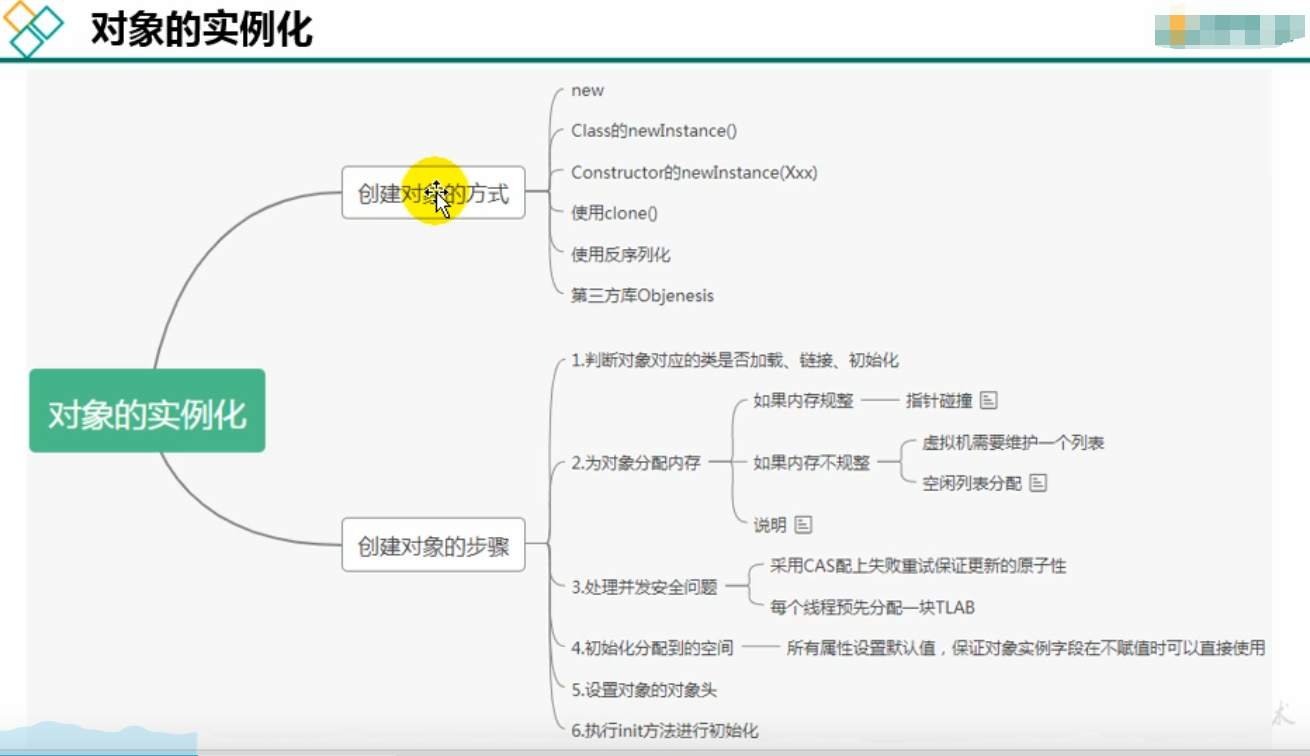 对象的实例化
new
Class的newInstance()
创建对象的方式
Constructor的newInstance(Xxx)
使用clone()
使用反序列化
第三方库Objenesis
对象的实例化
创建对象的步骤
1.判断对象对应的类是否加载、链接、初始化
2.为对象分配内存
如果内存规整
指针碰撞
如果内存不规整
虚拟机需要维护一个列表
空闲列表分配
说明
3.处理并发安全问题
采用CAS配上失败重试保证更新的原子性
每个线程预先分配一块TLAB
4.初始化分配到的空间
所有属性设置默认值，保证对象实例字段在不赋值时可以直接使用
5.设置对象的对象头
6.执行init方法进行初始化
术